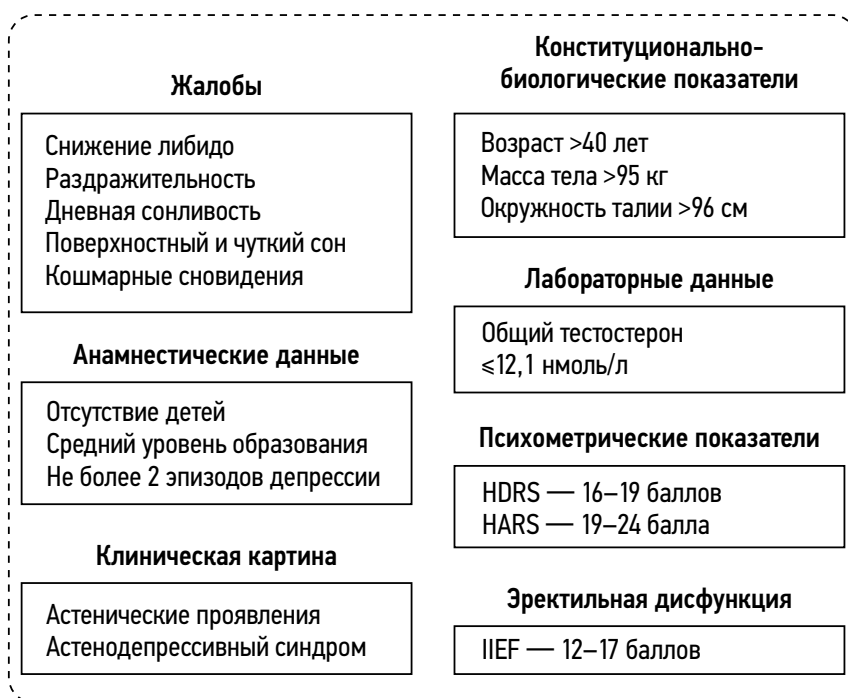 Жалобы
Снижение либидо
Раздражительность
Дневная сонливость
Поверхностный и чуткий сон
Кошмарные сновидения
Анамнестические данные
Отсутствие детей
Средний уровень образования
Не более 2 эпизодов депрессии
Клиническая картина
Астенические проявления
Астенодепрессивный синдром
Конституционально-
биологические показатели
Возраст >40 лет
Масса тела >95 кг
Окружность талии >96 см
Лабораторные данные
Общий тестостерон
⩽12,1 нмоль/л
Психометрические показатели
HDRS — 16–19 баллов
HARS — 19–24 балла
Эректильная дисфункция
IIEF — 12–17 баллов